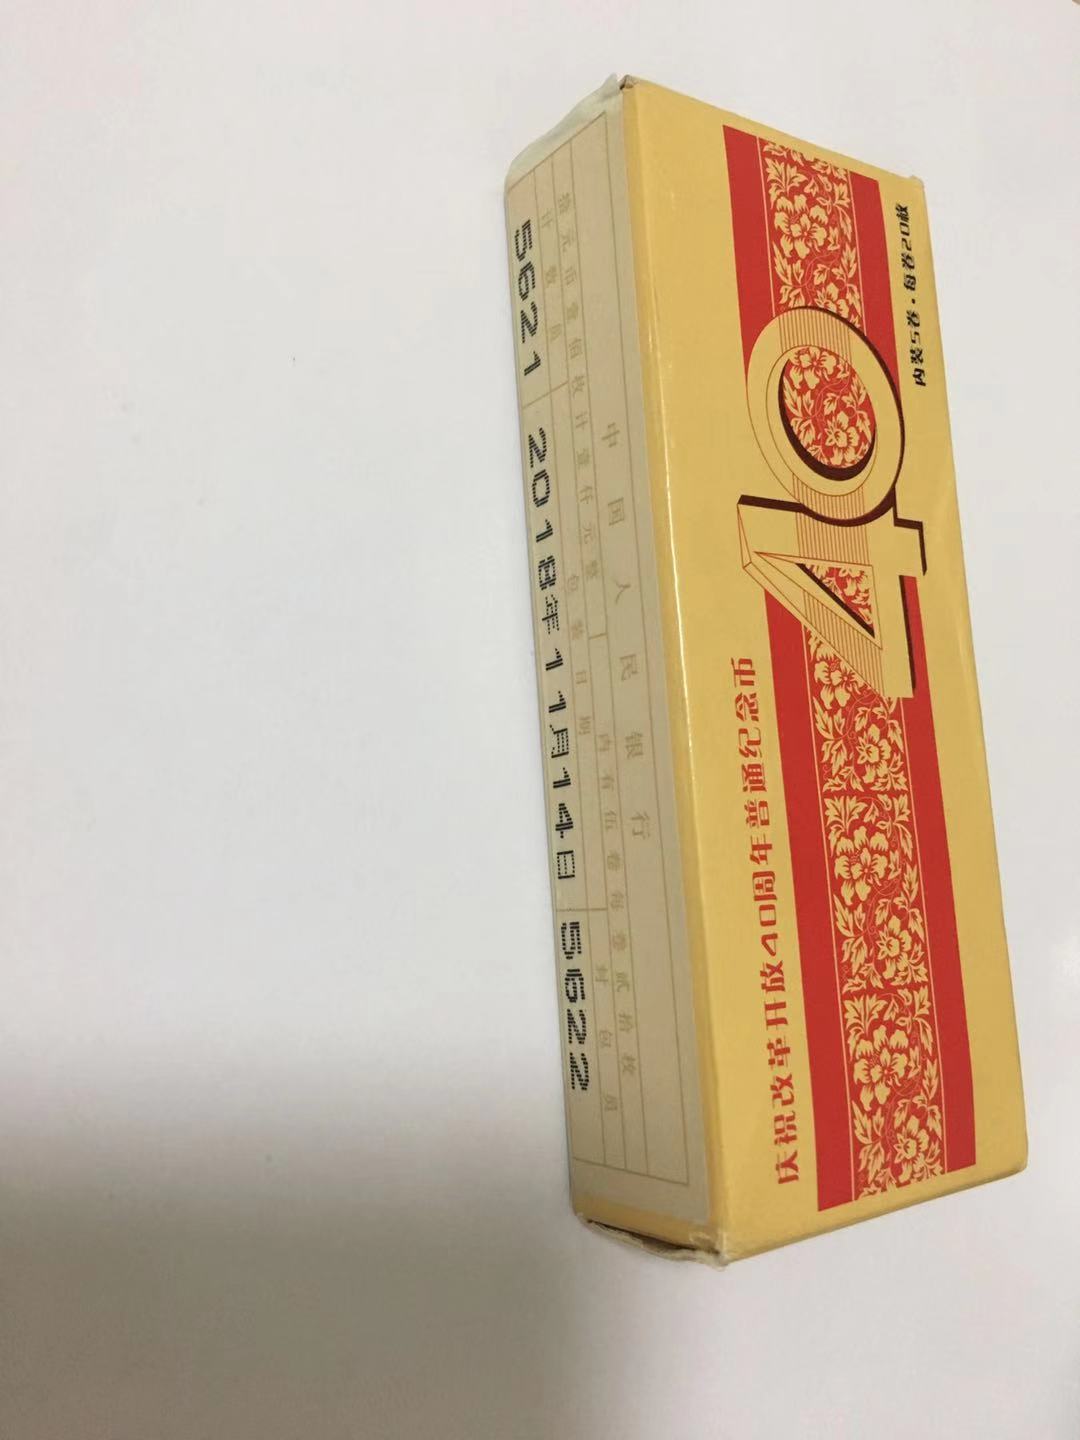 庆祝改革开放40周年普通纪念币
40
内装5卷·每卷20枚
中国人民银行
拾元币壹佰枚计壹仟元整
内有伍卷每卷贰拾枚
计数员
包装日期
封包员
5621
2018年11月14日
5622